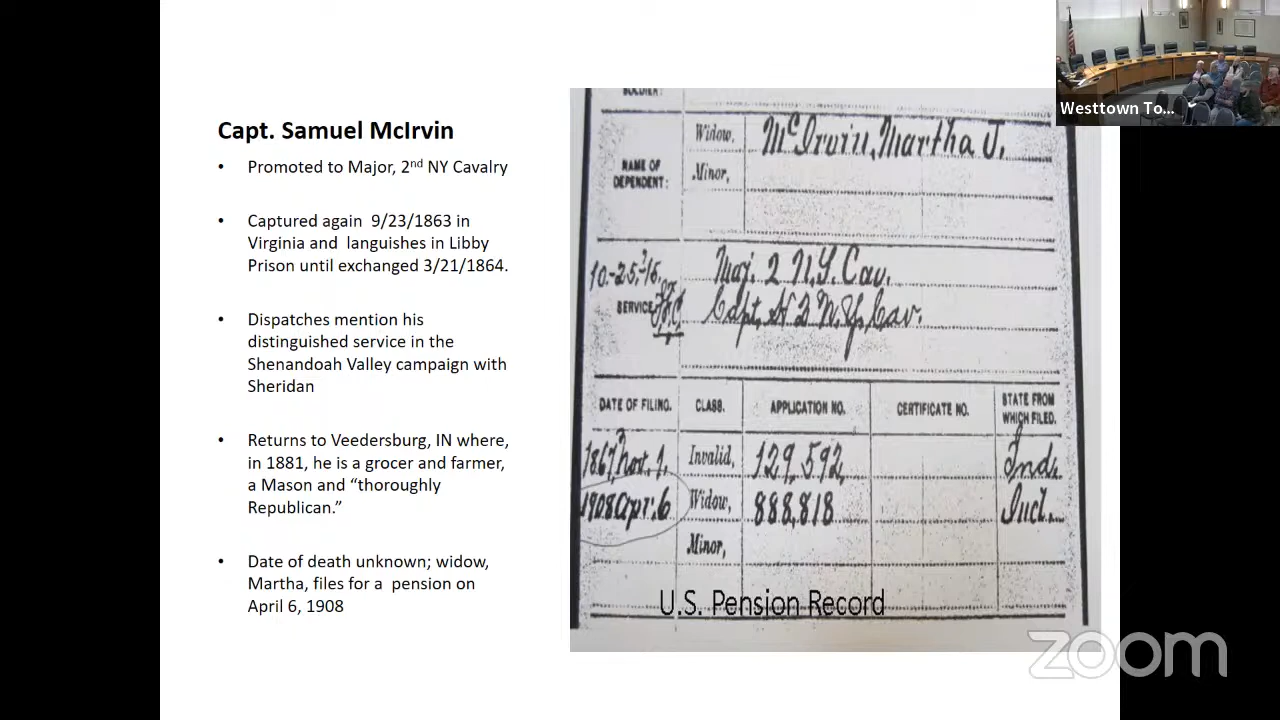 Westtown To...
Capt. Samuel McIrvin
• Promoted to Major, 2nd NY Cavalry
• Captured again 9/23/1863 in
Virginia and languishes in Libby
Prison until exchanged 3/21/1864.
• Dispatches mention his
distinguished service in the
Shenandoah Valley campaign with
Sheridan
• Returns to Veedersburg, IN where,
in 1881, he is a grocer and farmer,
a Mason and “thoroughly
Republican.”
• Date of death unknown; widow,
Martha, files for a pension on
April 6, 1908
SOLDIER:
NAME OF
DEPENDENT:
Widow, McIrvin, Martha J.
Minor,
SERVICE
Maj. 2 N.Y. Cav.
Capt. H 2 N.Y. Cav.
DATE OF FILING. CLASS. APPLICATION NO. CERTIFICATE NO. STATE FROM
WHICH FILED.
1867, Nov. 1. Invalid, 129,592, Ind.
1908 Apr. 6 Widow, 888,818 Ind.
Minor,
U.S. Pension Record
zoom